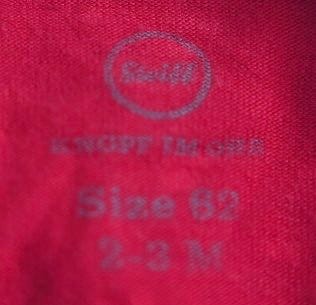 Steiff
KNOPF IM OHR
Size 62
2-3 M